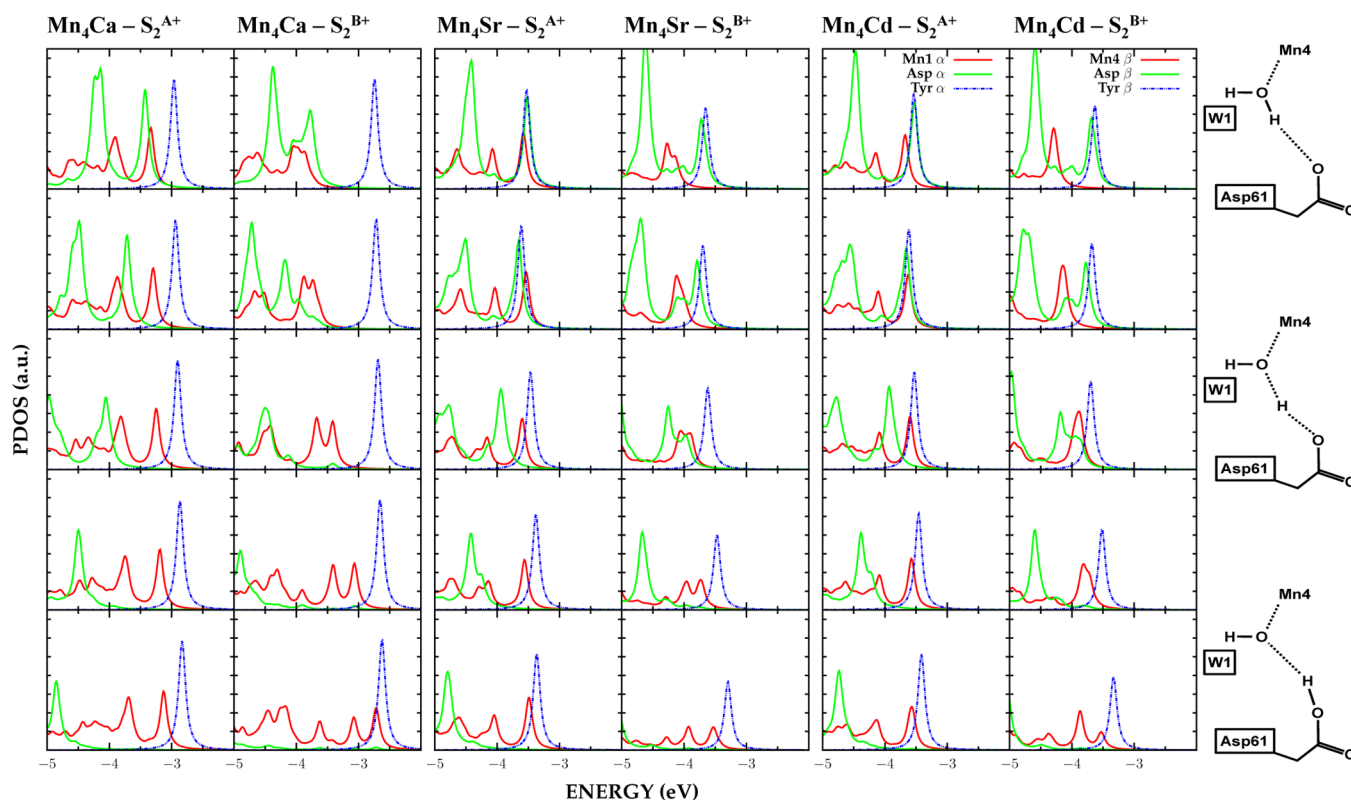 Mn₄Ca – S₂ᴬ⁺ Mn₄Ca – S₂ᴮ⁺ Mn₄Sr – S₂ᴬ⁺ Mn₄Sr – S₂ᴮ⁺ Mn₄Cd – S₂ᴬ⁺ Mn₄Cd – S₂ᴮ⁺
Mn1 α
Asp α
Tyr α
Mn4 β
Asp β
Tyr β
Mn4
H O
W1
H
O
Asp61
O
Mn4
H O
W1
H
O
Asp61
O
Mn4
H O
W1
H
O
Asp61
O
PDOS (a.u.)
−5 −4 −3 −5 −4 −3 −5 −4 −3 −5 −4 −3 −5 −4 −3 −5 −4 −3
ENERGY (eV)